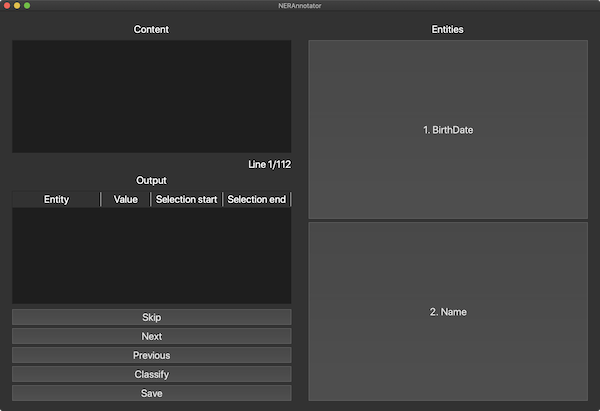 NERAnnotator
Content
Line 1/112
Output
Entity Value Selection start Selection end
Skip
Next
Previous
Classify
Save
Entities
1. BirthDate
2. Name